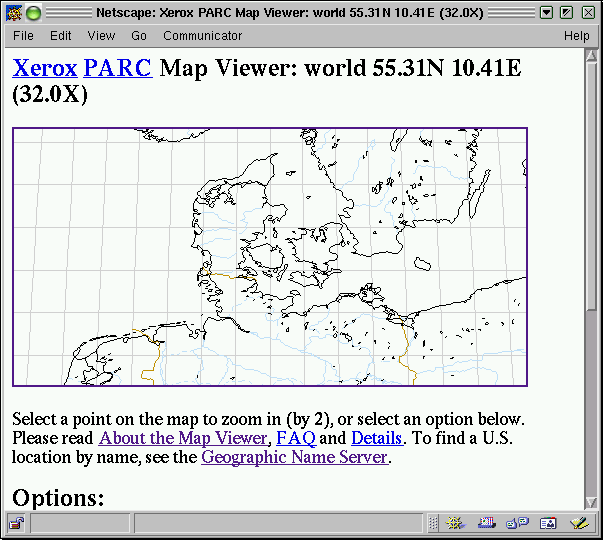 Netscape: Xerox PARC Map Viewer: world 55.31N 10.41E (32.0X)
File Edit View Go Communicator Help
Xerox PARC Map Viewer: world 55.31N 10.41E
(32.0X)
Select a point on the map to zoom in (by 2), or select an option below.
Please read About the Map Viewer, FAQ and Details. To find a U.S.
location by name, see the Geographic Name Server.
Options: